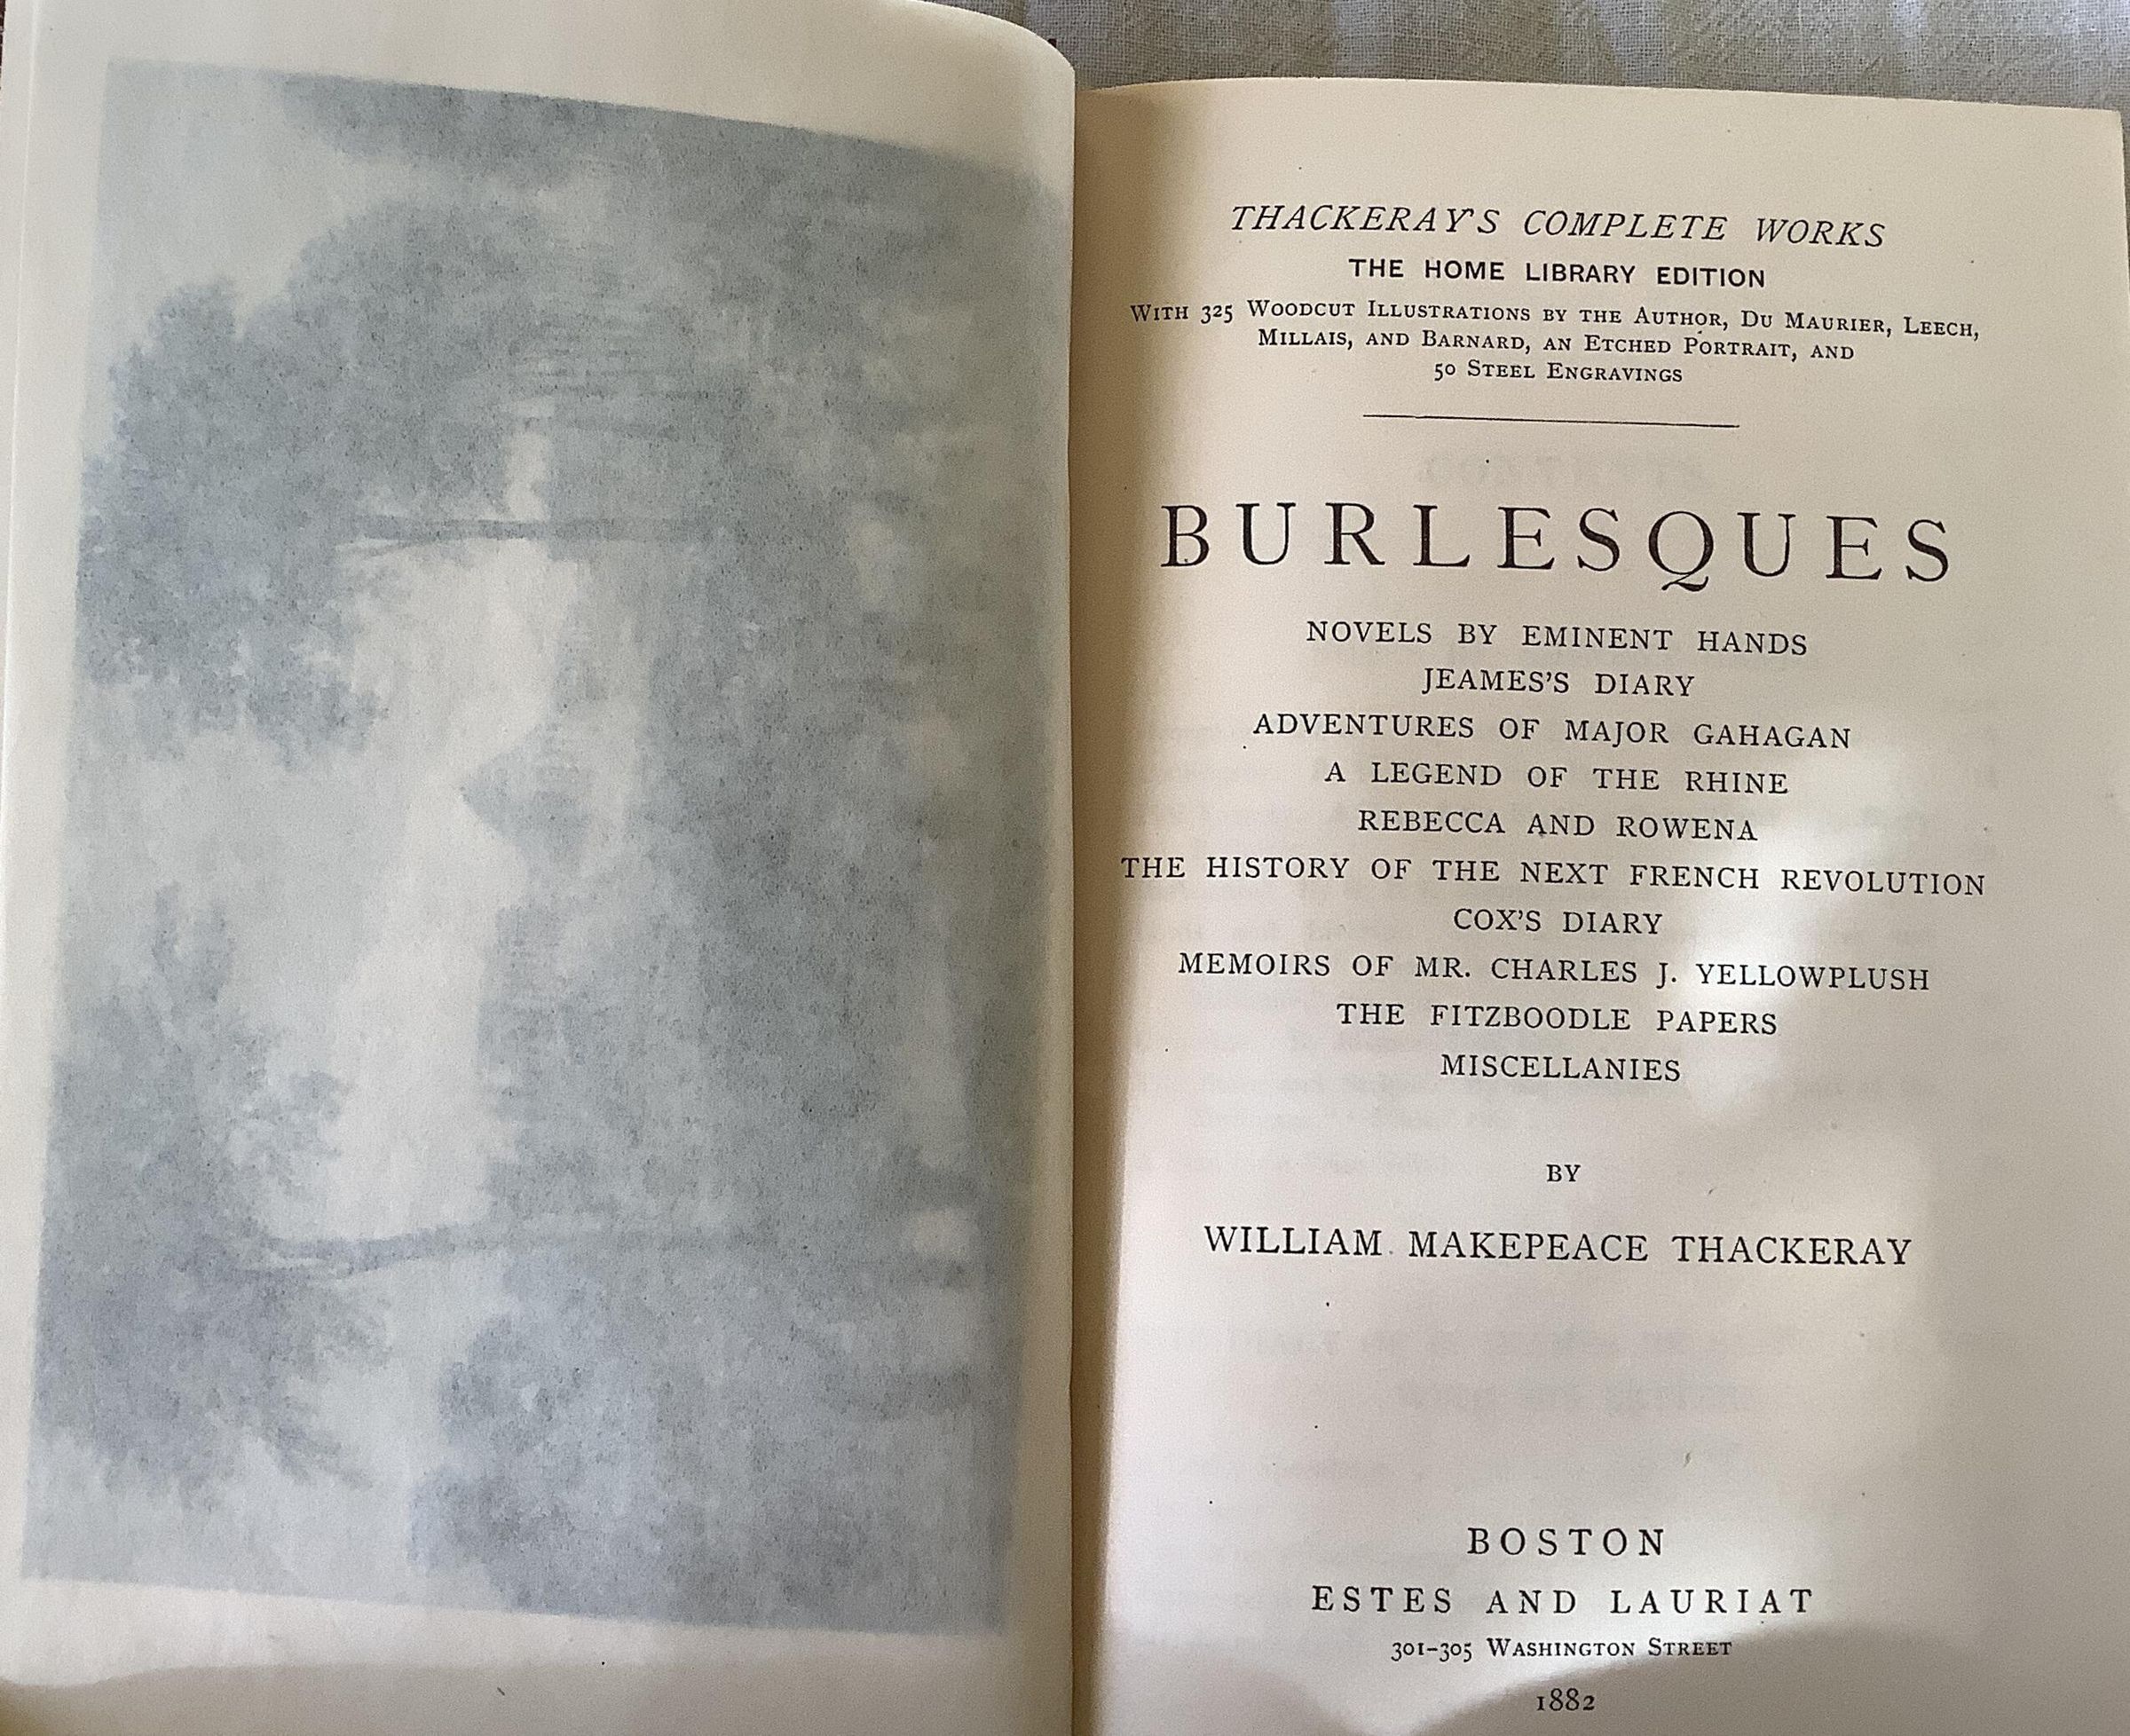 THACKERAY'S COMPLETE WORKS
THE HOME LIBRARY EDITION
WITH 325 WOODCUT ILLUSTRATIONS BY THE AUTHOR, DU MAURIER, LEECH,
MILLAIS, AND BARNARD, AN ETCHED PORTRAIT, AND
50 STEEL ENGRAVINGS
BURLESQUES
NOVELS BY EMINENT HANDS
JEAMES'S DIARY
ADVENTURES OF MAJOR GAHAGAN
A LEGEND OF THE RHINE
REBECCA AND ROWENA
THE HISTORY OF THE NEXT FRENCH REVOLUTION
COX'S DIARY
MEMOIRS OF MR. CHARLES J. YELLOWPLUSH
THE FITZBOODLE PAPERS
MISCELLANIES
BY
WILLIAM MAKEPEACE THACKERAY
BOSTON
ESTES AND LAURIAT
301–305 WASHINGTON STREET
1882